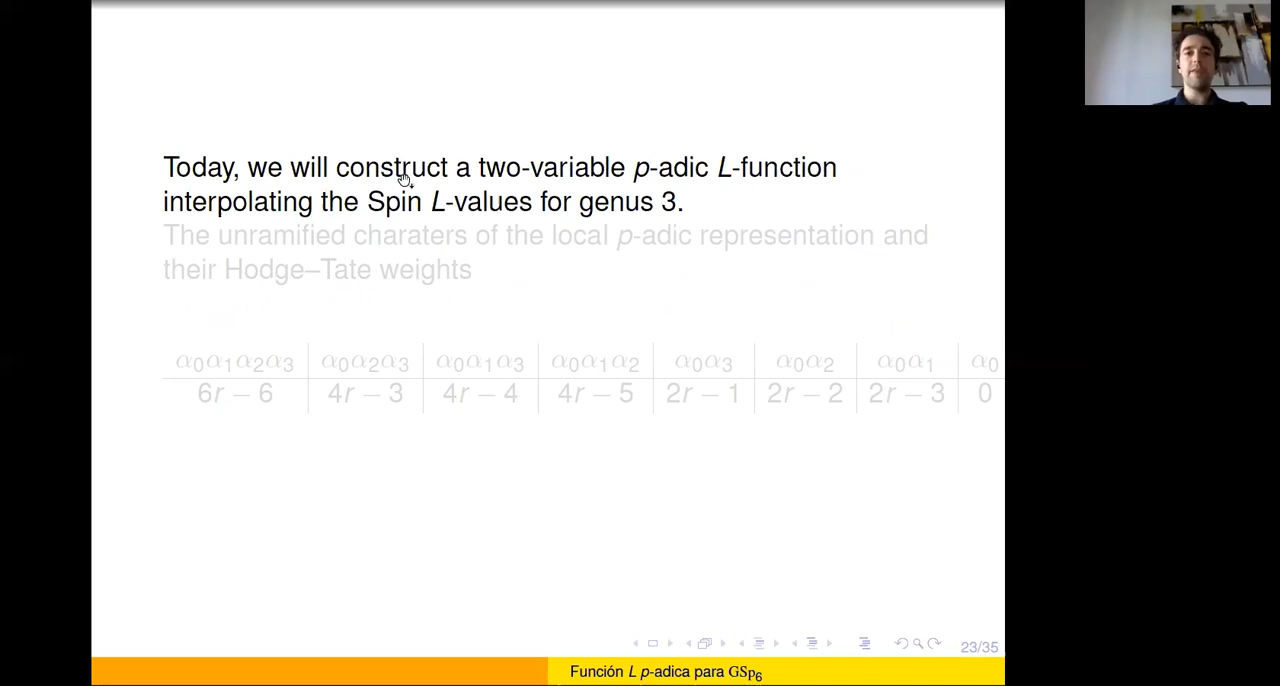 Today, we will construct a two-variable p-adic L-function
interpolating the Spin L-values for genus 3.
The unramified charaters of the local p-adic representation and
their Hodge–Tate weights
α₀α₁α₂α₃ α₀α₂α₃ α₀α₁α₃ α₀α₁α₂ α₀α₃ α₀α₂ α₀α₁ α₀
6r − 6 4r − 3 4r − 4 4r − 5 2r − 1 2r − 2 2r − 3 0
23/35
Función L p-adica para GSp₆